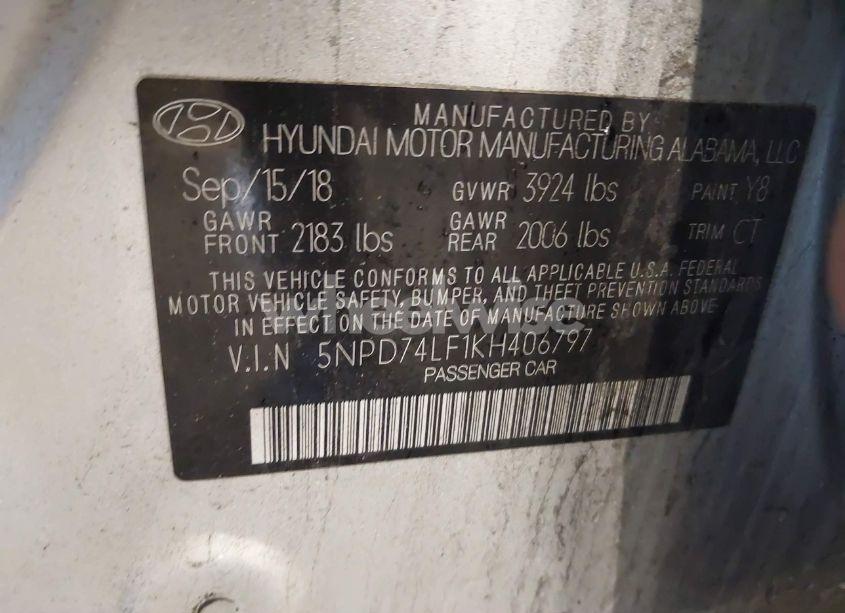 MANUFACTURED BY
HYUNDAI MOTOR MANUFACTURING ALABAMA, LLC
Sep/15/18 GVWR 3924 lbs PAINT Y8
GAWR FRONT 2183 lbs GAWR REAR 2006 lbs TRIM CT
THIS VEHICLE CONFORMS TO ALL APPLICABLE U.S.A. FEDERAL
MOTOR VEHICLE SAFETY, BUMPER, AND THEFT PREVENTION STANDARDS
IN EFFECT ON THE DATE OF MANUFACTURE SHOWN ABOVE
V.I.N 5NPD74LF1KH406797
PASSENGER CAR